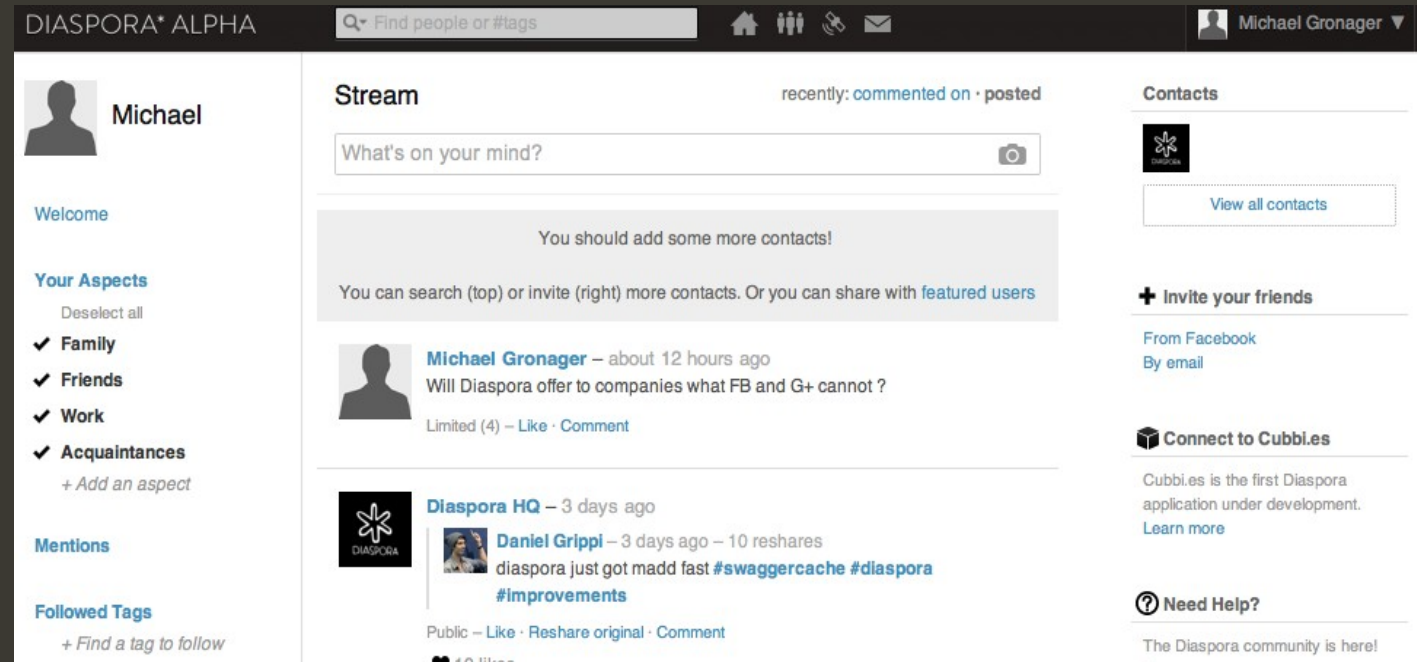 DIASPORA* ALPHA
Find people or #tags
Michael Gronager ▼
Michael
Welcome
Your Aspects
Deselect all
Family
Friends
Work
Acquaintances
+ Add an aspect
Mentions
Followed Tags
+ Find a tag to follow
Stream
recently: commented on · posted
What's on your mind?
You should add some more contacts!
You can search (top) or invite (right) more contacts. Or you can share with featured users
Michael Gronager – about 12 hours ago
Will Diaspora offer to companies what FB and G+ cannot ?
Limited (4) – Like · Comment
DIASPORA
Diaspora HQ – 3 days ago
Daniel Grippi – 3 days ago – 10 reshares
diaspora just got madd fast #swaggercache #diaspora
#improvements
Public – Like · Reshare original · Comment
Contacts
DIASPORA
View all contacts
Invite your friends
From Facebook
By email
Connect to Cubbi.es
Cubbi.es is the first Diaspora
application under development.
Learn more
Need Help?
The Diaspora community is here!